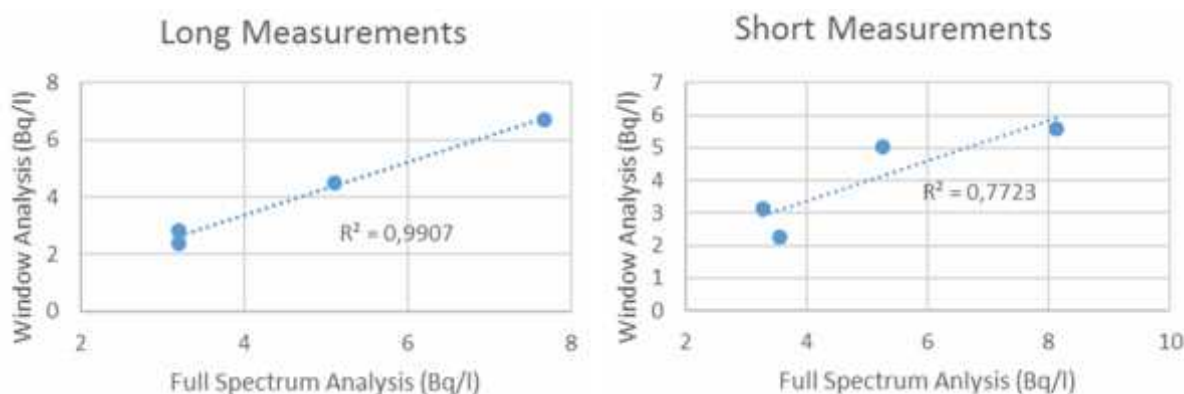 Long Measurements
Window Analysis (Bq/l)
8
6
4
2
0
R² = 0,9907
2
4
6
8
Full Spectrum Analysis (Bq/l)
Short Measurements
Window Analysis (Bq/l)
7
6
5
4
3
2
1
0
R² = 0,7723
2
4
6
8
10
Full Spectrum Anlysis (Bq/l)